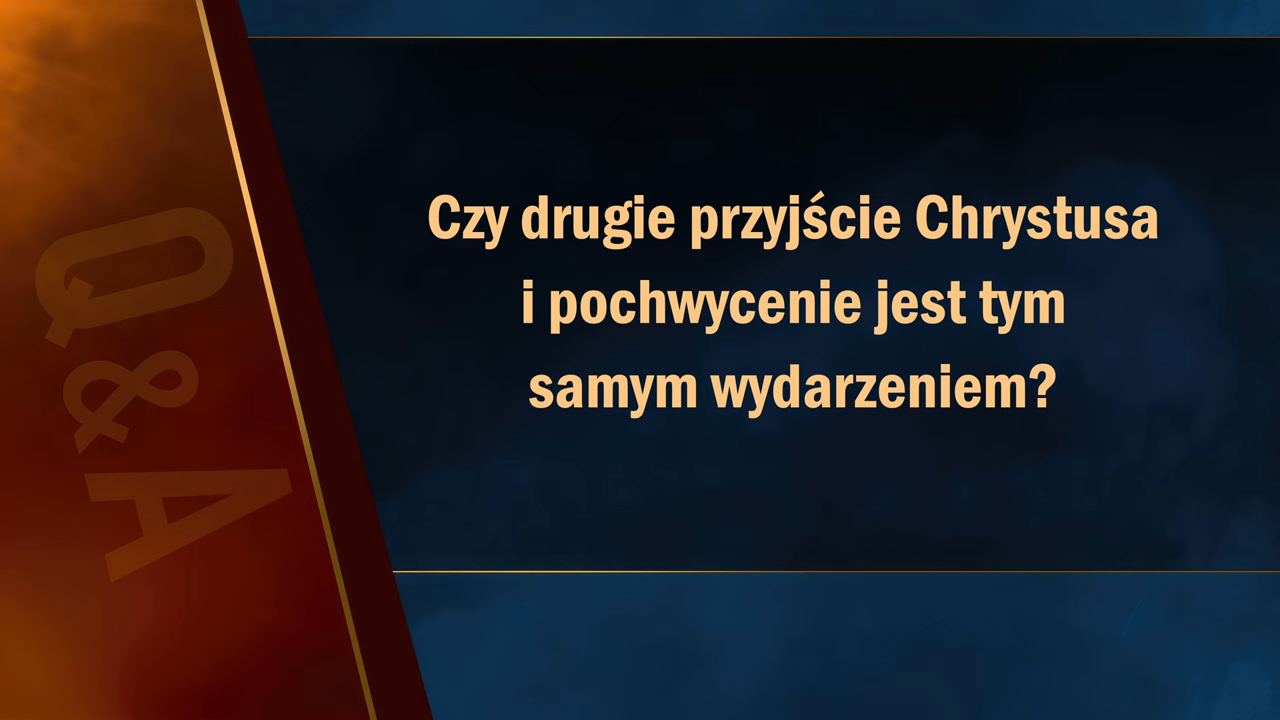 Q & A
Czy drugie przyjście Chrystusa
i pochwycenie jest tym
samym wydarzeniem?